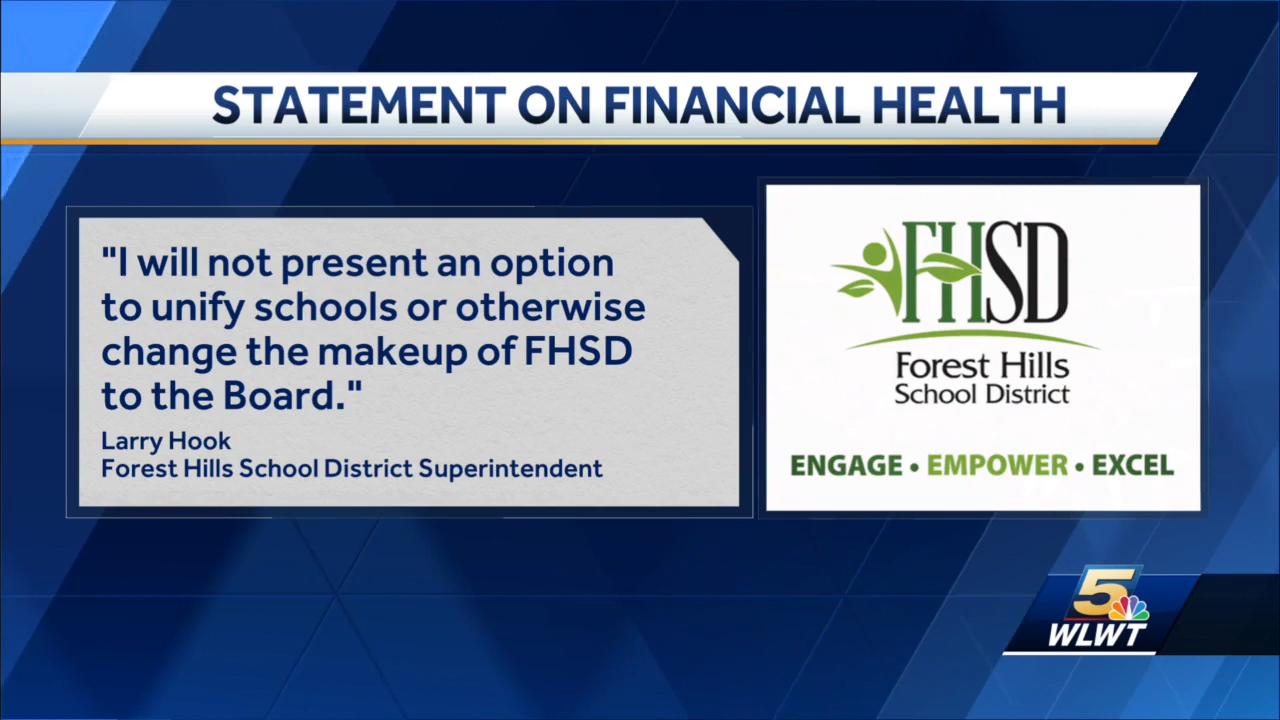 STATEMENT ON FINANCIAL HEALTH
"I will not present an option
to unify schools or otherwise
change the makeup of FHSD
to the Board."
Larry Hook
Forest Hills School District Superintendent
FHSD
Forest Hills
School District
ENGAGE • EMPOWER • EXCEL
5
WLWT